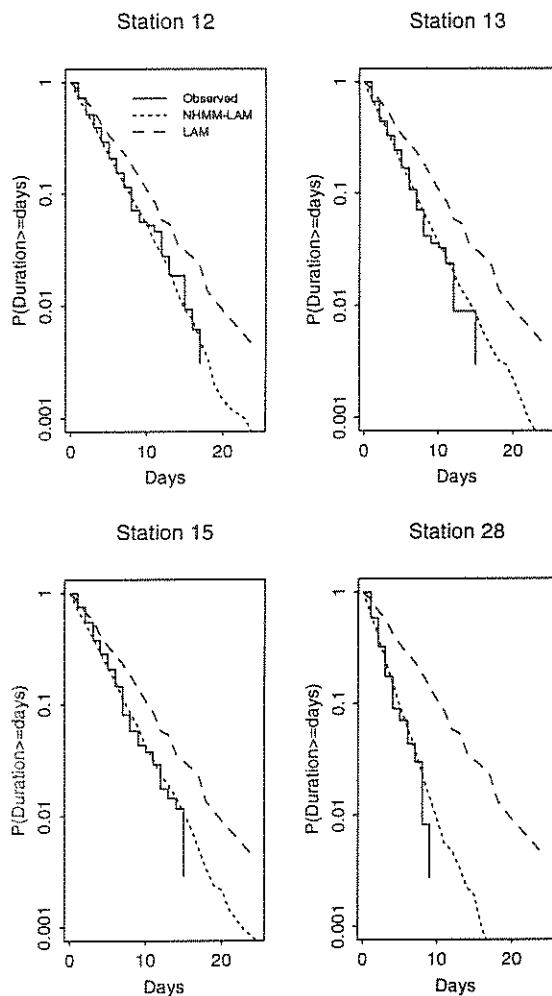 Station 12
Station 13
1
0.1
0.01
0.001
P(Duration>=days)
Observed
NHMM-LAM
LAM
0
10
20
Days
1
0.1
0.01
0.001
P(Duration>=days)
0
10
20
Days
Station 15
Station 28
1
0.1
0.01
0.001
P(Duration>=days)
0
10
20
Days
1
0.1
0.01
0.001
P(Duration>=days)
0
10
20
Days